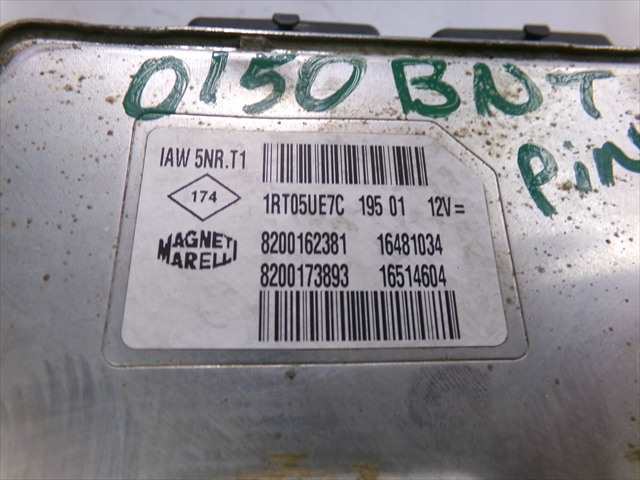 0150 BNT
PIN
IAW 5NR.T1
174
1RT05UE7C 195 01 12V=
MAGNETI
MARELLI
8200162381 16481034
8200173893 16514604